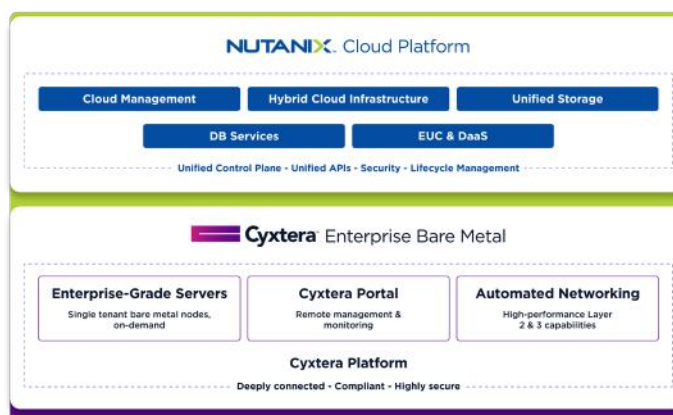 NUTANIX Cloud Platform
Cloud Management
Hybrid Cloud Infrastructure
Unified Storage
DB Services
EUC & DaaS
Unified Control Plane - Unified APIs - Security - Lifecycle Management
Cyxtera Enterprise Bare Metal
Enterprise-Grade Servers
Single tenant bare metal nodes,
on-demand
Cyxtera Portal
Remote management &
monitoring
Automated Networking
High-performance Layer
2 & 3 capabilities
Cyxtera Platform
Deeply connected - Compliant - Highly secure